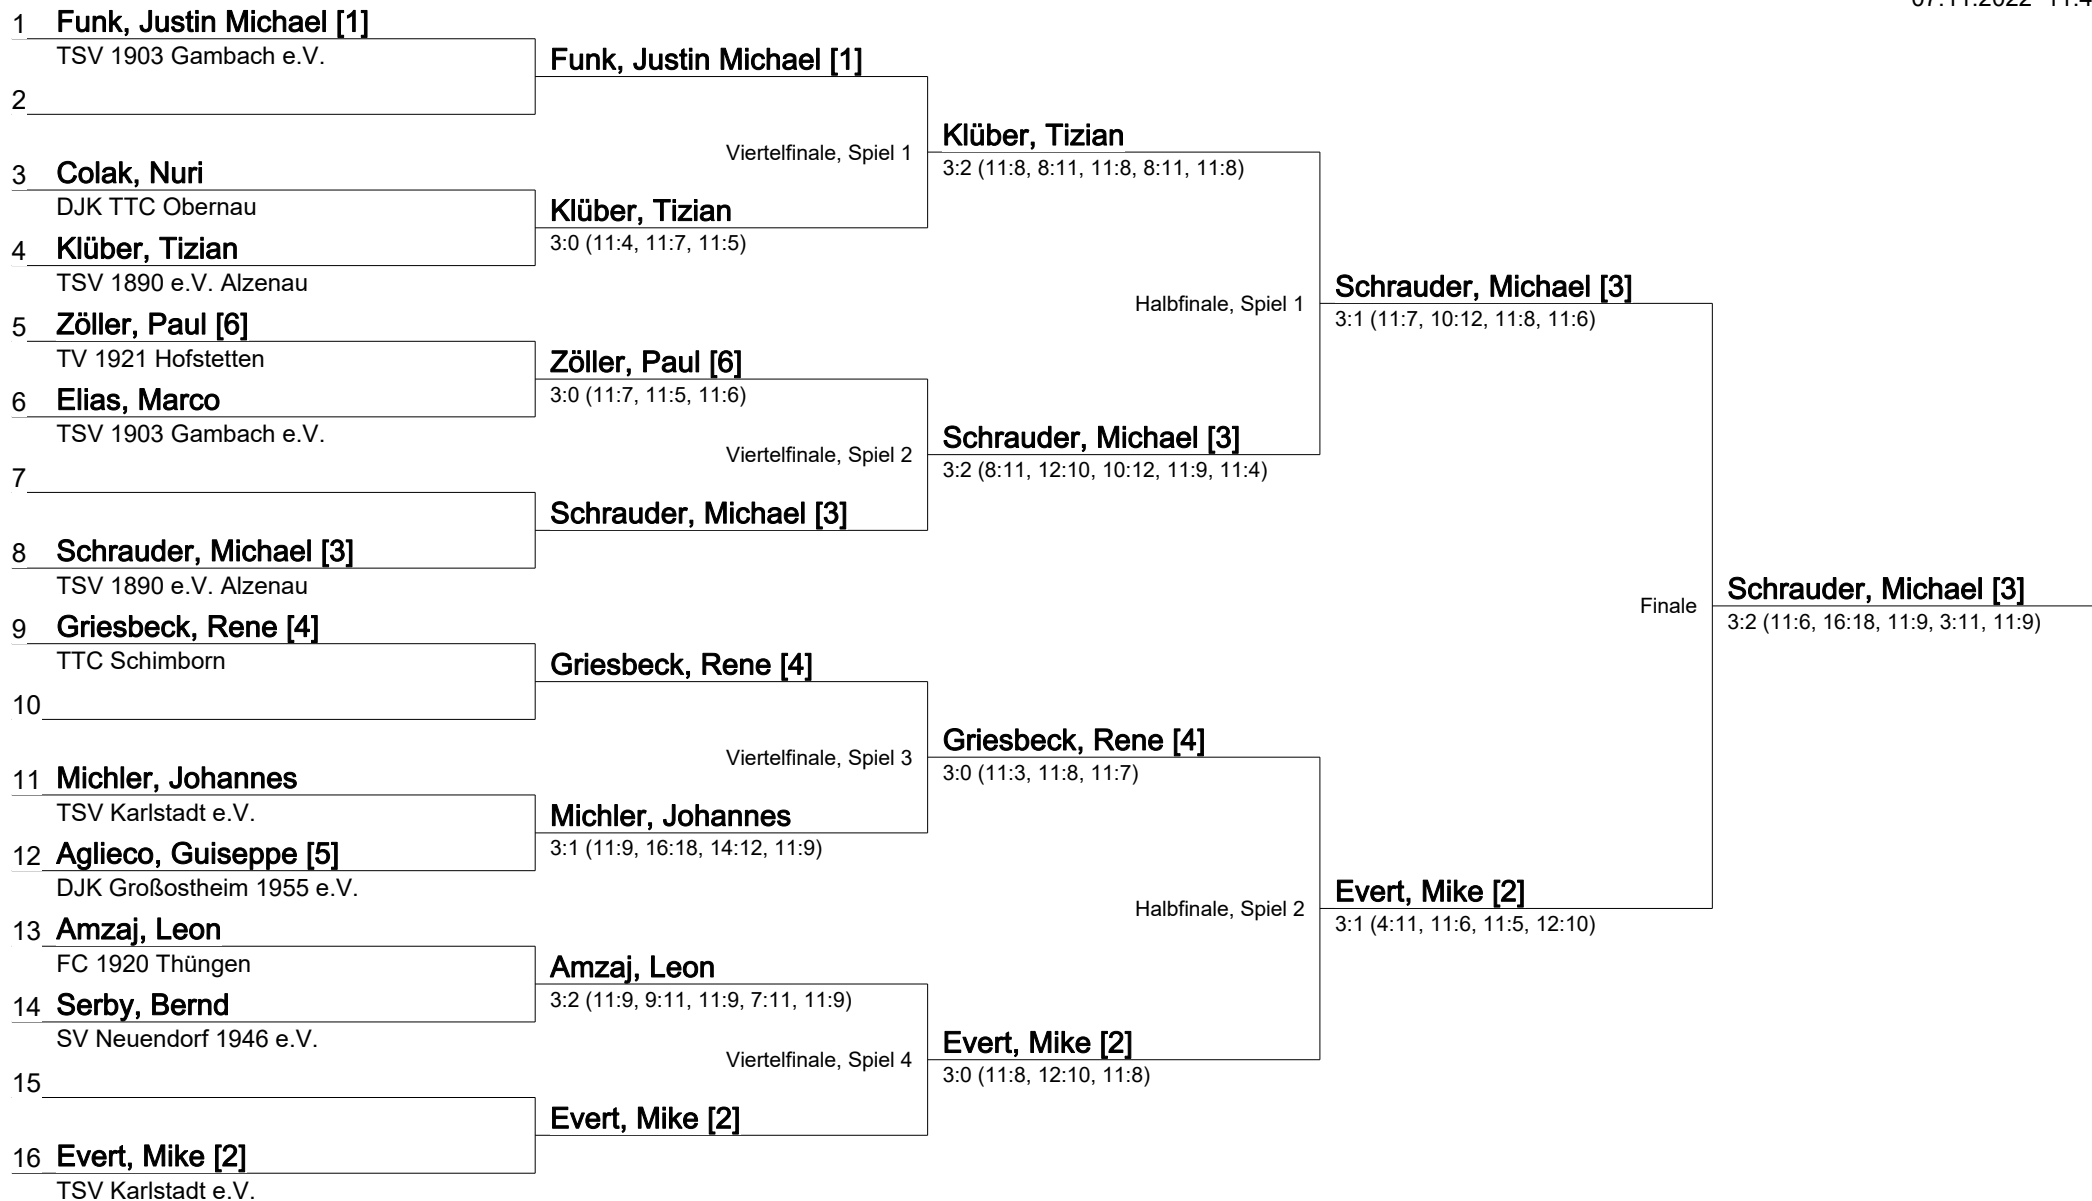 07.11.2022 11:4
1 Funk, Justin Michael [1]
TSV 1903 Gambach e.V.
Funk, Justin Michael [1]
2
Klüber, Tizian
Viertelfinale, Spiel 1
3:2 (11:8, 8:11, 11:8, 8:11, 11:8)
3 Colak, Nuri
DJK TTC Obernau
Klüber, Tizian
3:0 (11:4, 11:7, 11:5)
4 Klüber, Tizian
TSV 1890 e.V. Alzenau
Schrauder, Michael [3]
Halbfinale, Spiel 1
3:1 (11:7, 10:12, 11:8, 11:6)
5 Zöller, Paul [6]
TV 1921 Hofstetten
Zöller, Paul [6]
3:0 (11:7, 11:5, 11:6)
6 Elias, Marco
TSV 1903 Gambach e.V.
Schrauder, Michael [3]
Viertelfinale, Spiel 2
3:2 (8:11, 12:10, 10:12, 11:9, 11:4)
7
Schrauder, Michael [3]
8 Schrauder, Michael [3]
TSV 1890 e.V. Alzenau
Schrauder, Michael [3]
Finale
3:2 (11:6, 16:18, 11:9, 3:11, 11:9)
9 Griesbeck, Rene [4]
TTC Schimborn
Griesbeck, Rene [4]
10
Griesbeck, Rene [4]
Viertelfinale, Spiel 3
3:0 (11:3, 11:8, 11:7)
11 Michler, Johannes
TSV Karlstadt e.V.
Michler, Johannes
3:1 (11:9, 16:18, 14:12, 11:9)
12 Aglieco, Guiseppe [5]
DJK Großostheim 1955 e.V.
Evert, Mike [2]
Halbfinale, Spiel 2
3:1 (4:11, 11:6, 11:5, 12:10)
13 Amzaj, Leon
FC 1920 Thüngen
Amzaj, Leon
3:2 (11:9, 9:11, 11:9, 7:11, 11:9)
14 Serby, Bernd
SV Neuendorf 1946 e.V.
Evert, Mike [2]
Viertelfinale, Spiel 4
3:0 (11:8, 12:10, 11:8)
15
Evert, Mike [2]
16 Evert, Mike [2]
TSV Karlstadt e.V.